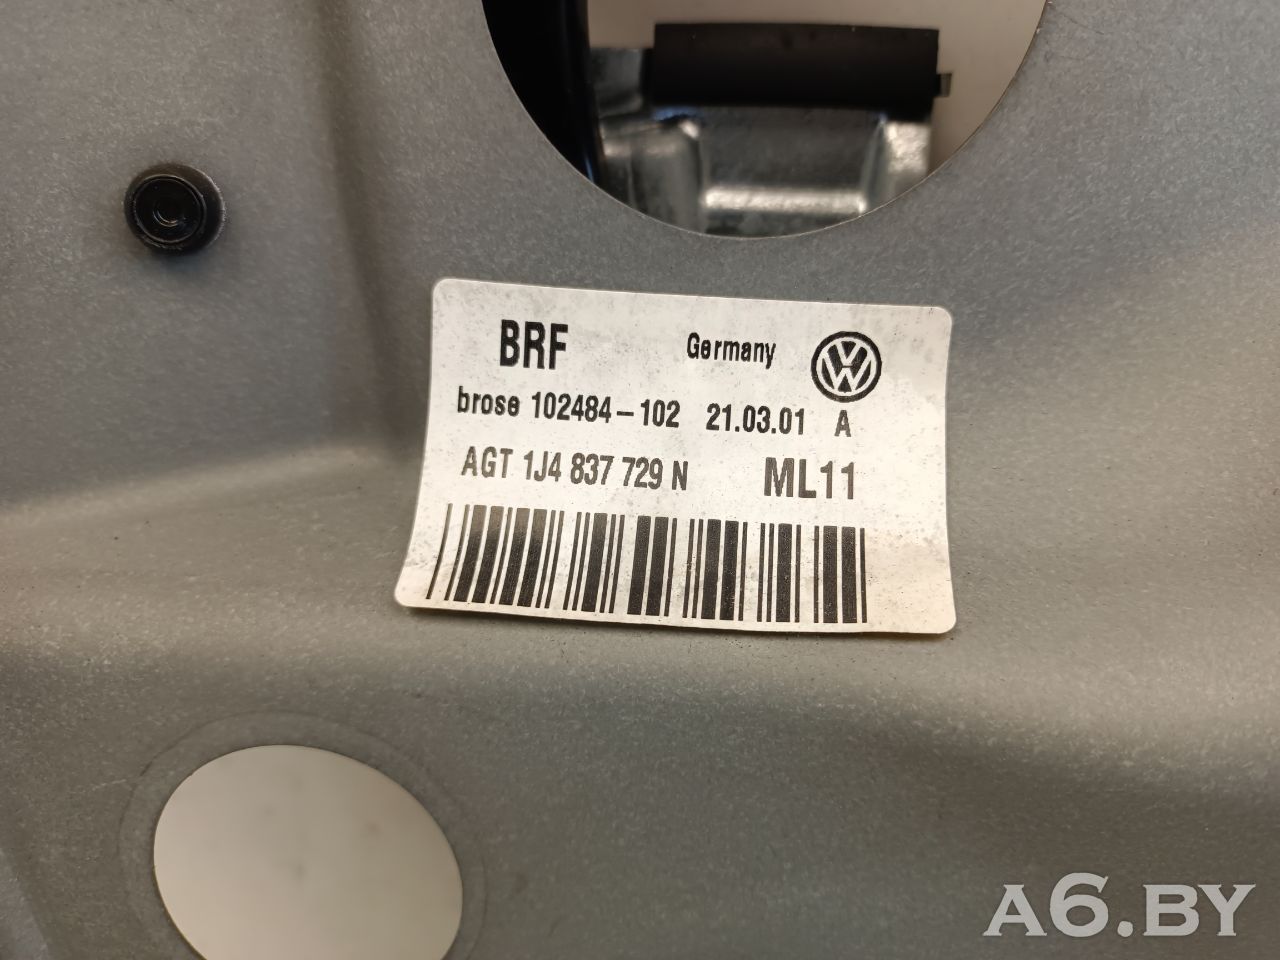 BRF Germany
brose 102484-102 21.03.01 A
AGT 1J4 837 729 N ML11
A6.BY